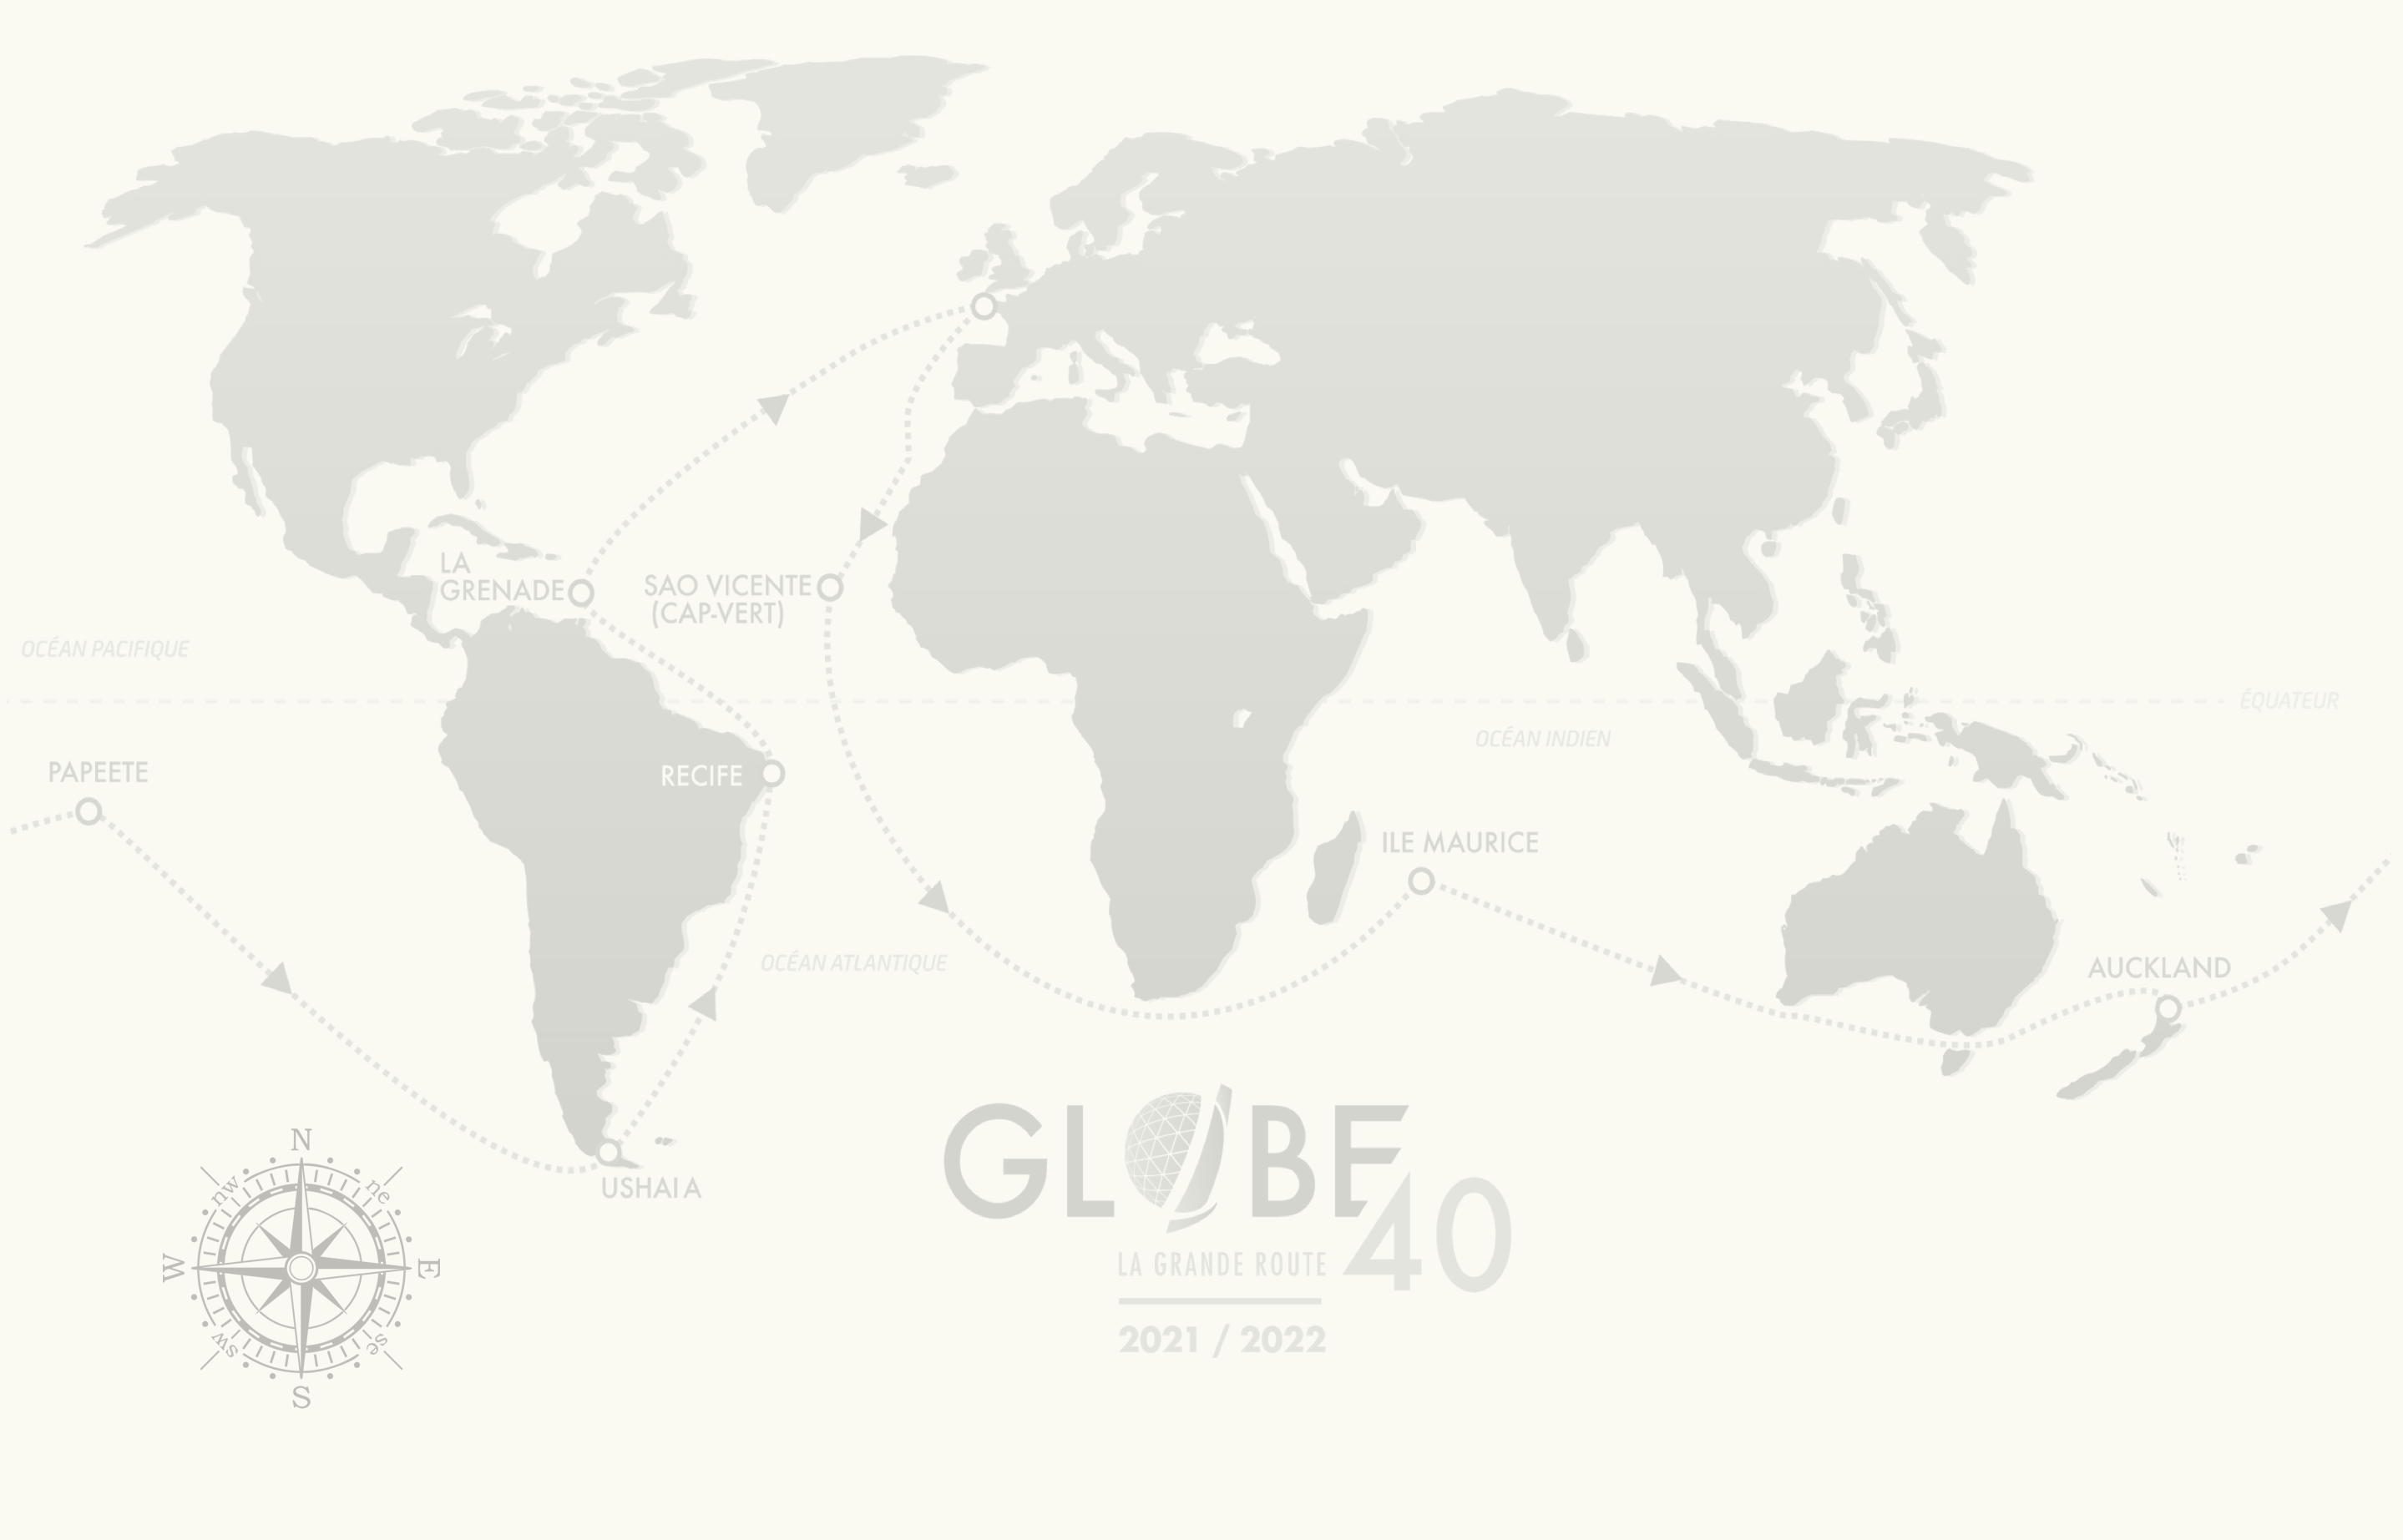 LA
GRENADE
SAO VICENTE
(CAP-VERT)
OCÉAN PACIFIQUE
ÉQUATEUR
OCÉAN INDIEN
PAPEETE
RECIFE
ILE MAURICE
OCÉAN ATLANTIQUE
AUCKLAND
USHAIA
GLOBE
40
LA GRANDE ROUTE
2021 / 2022
N
nw
ne
W
E
sw
se
S